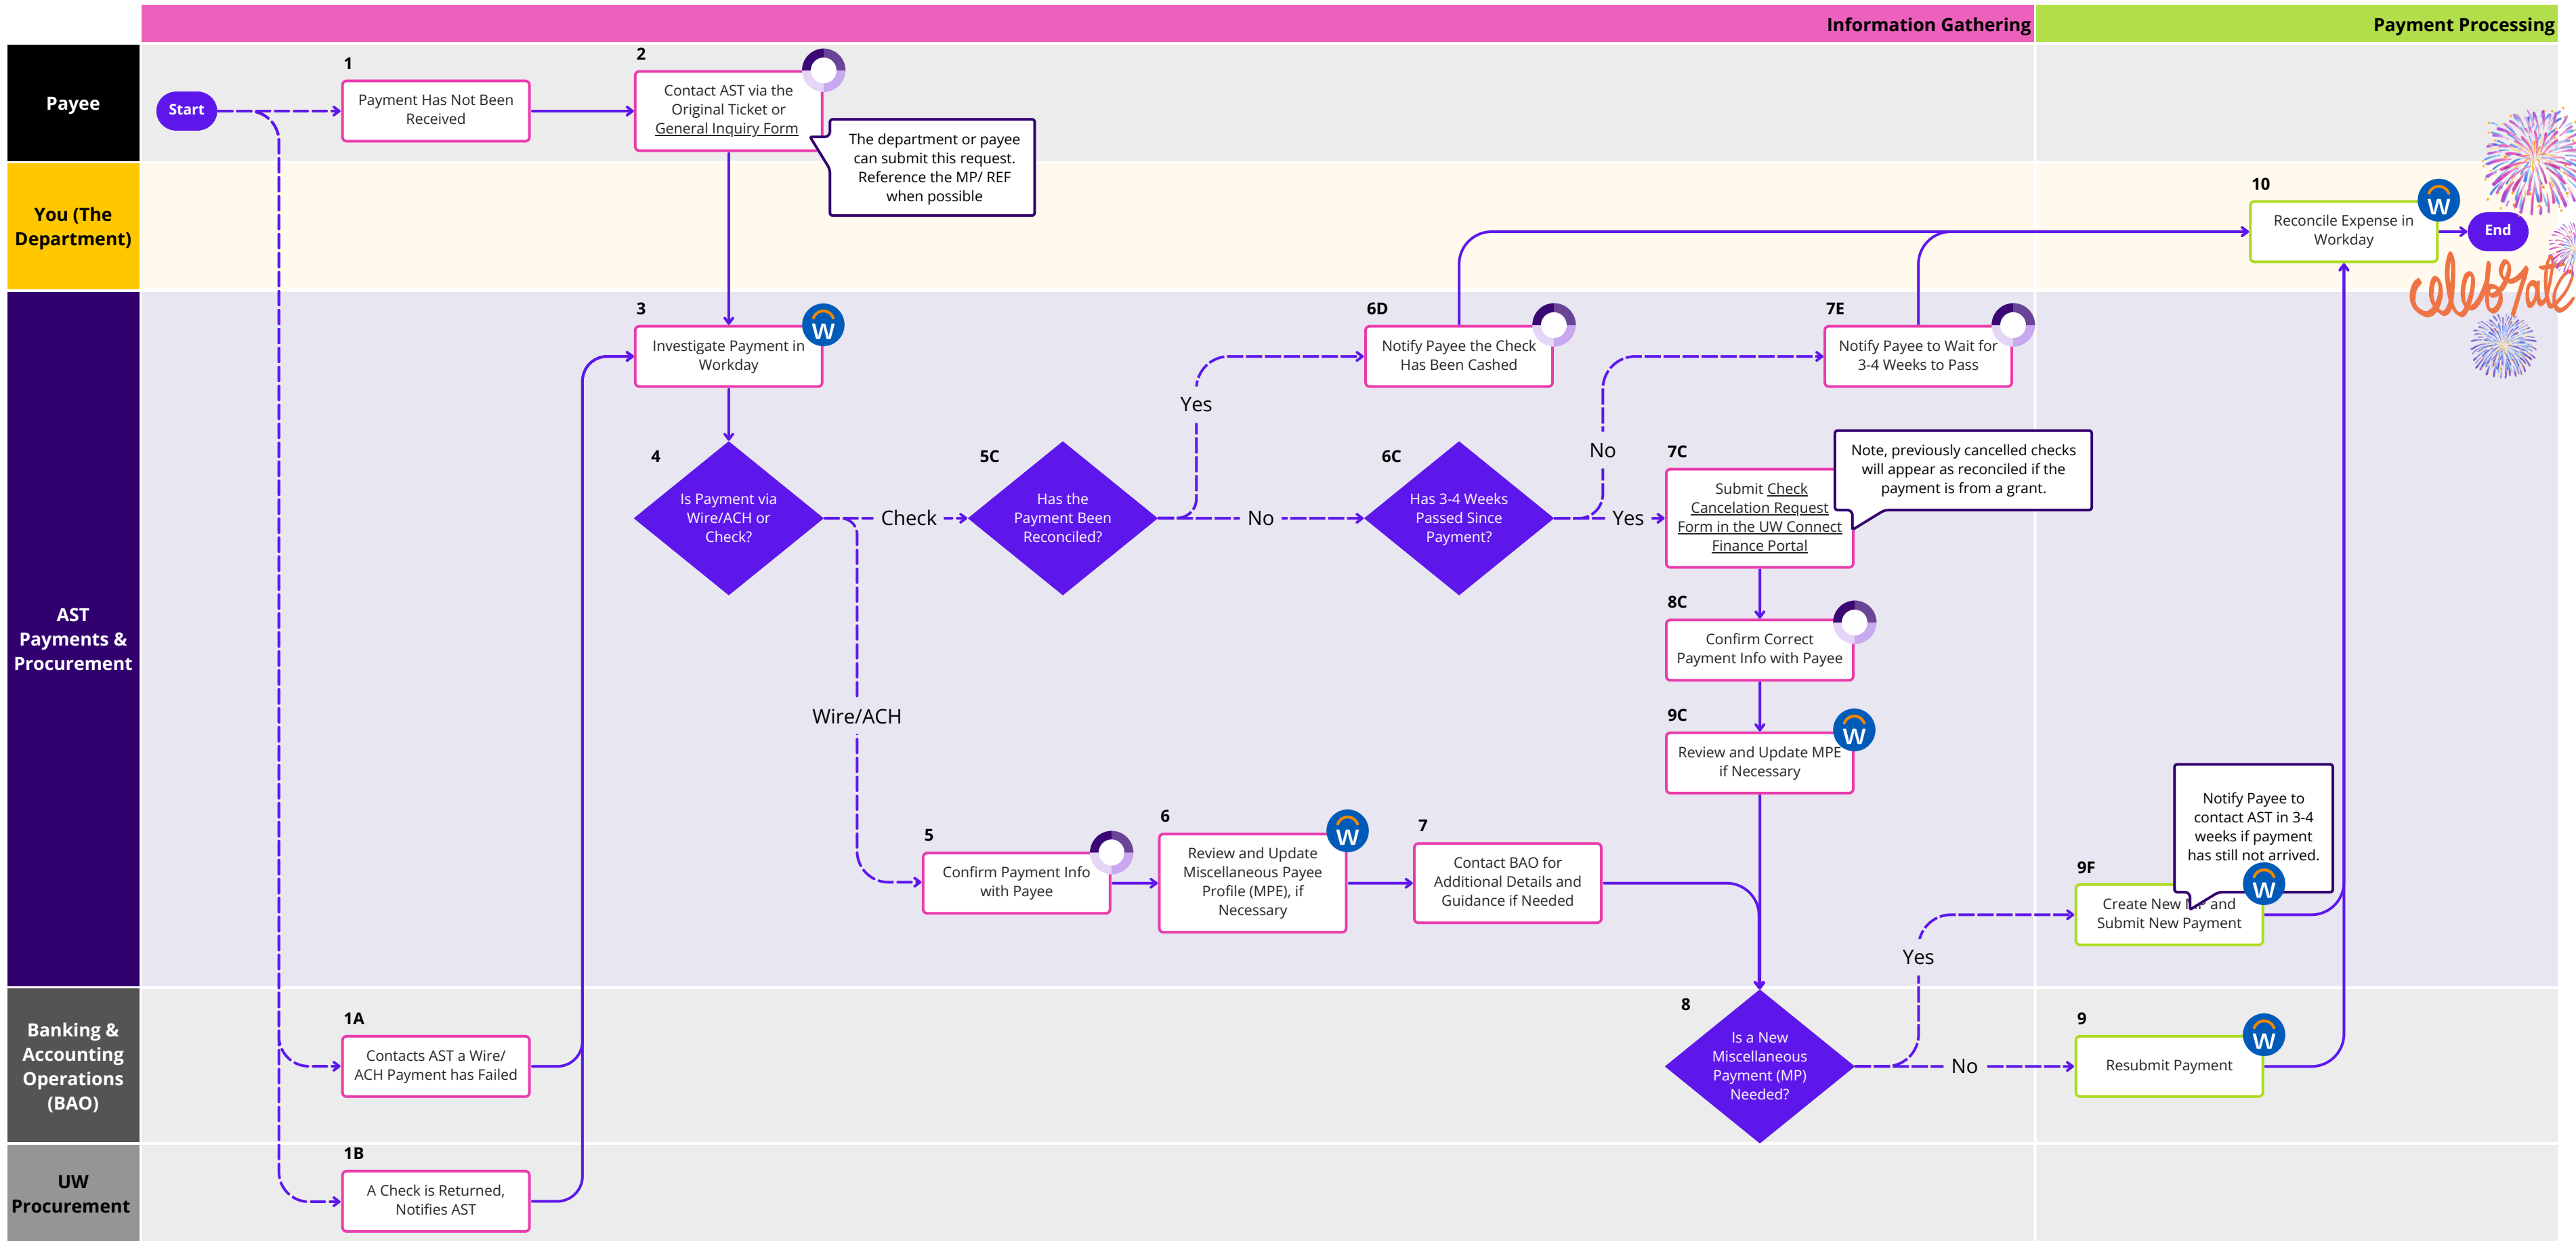 Information Gathering
Payment Processing
Payee
Start
1
Payment Has Not Been
Received
2
Contact AST via the
Original Ticket or
General Inquiry Form
The department or payee
can submit this request.
Reference the MP/ REF
when possible
You (The
Department)
10
Reconcile Expense in
Workday
W
End
celebrate
AST
Payments &
Procurement
3
Investigate Payment in
Workday
W
6D
Notify Payee the Check
Has Been Cashed
7E
Notify Payee to Wait for
3-4 Weeks to Pass
Yes
No
4
Is Payment via
Wire/ACH or
Check?
Check
5C
Has the
Payment Been
Reconciled?
No
6C
Has 3-4 Weeks
Passed Since
Payment?
Yes
7C
Submit Check
Cancelation Request
Form in the UW Connect
Finance Portal
Note, previously cancelled checks
will appear as reconciled if the
payment is from a grant.
8C
Confirm Correct
Payment Info with Payee
9C
Review and Update MPE
if Necessary
W
Wire/ACH
5
Confirm Payment Info
with Payee
6
Review and Update
Miscellaneous Payee
Profile (MPE), if
Necessary
W
7
Contact BAO for
Additional Details and
Guidance if Needed
Notify Payee to
contact AST in 3-4
weeks if payment
has still not arrived.
9F
Create New MP and
Submit New Payment
W
Yes
Banking &
Accounting
Operations
(BAO)
1A
Contacts AST a Wire/
ACH Payment has Failed
8
Is a New
Miscellaneous
Payment (MP)
Needed?
No
9
Resubmit Payment
W
UW
Procurement
1B
A Check is Returned,
Notifies AST